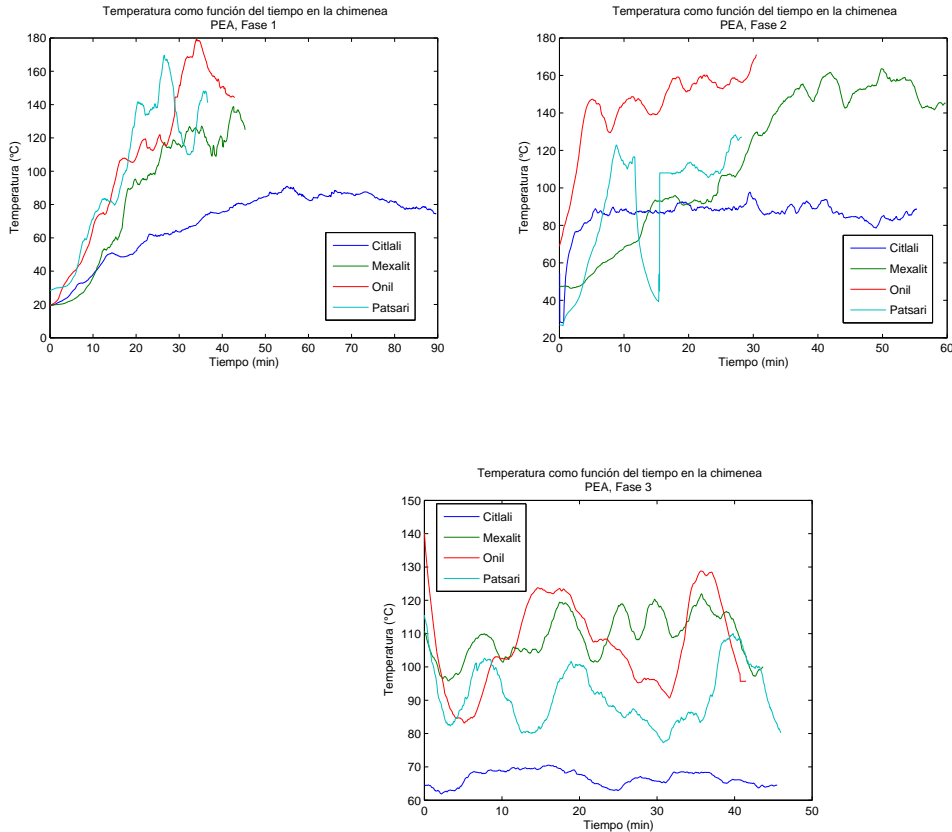 Temperatura como función del tiempo en la chimenea
PEA, Fase 1
180
160
140
120
100
80
60
40
20
0
Temperatura (°C)
0 10 20 30 40 50 60 70 80 90
Tiempo (min)
Citlali
Mexalit
Onil
Patsari
Temperatura como función del tiempo en la chimenea
PEA, Fase 2
180
160
140
120
100
80
60
40
20
Temperatura (°C)
0 10 20 30 40 50 60
Tiempo (min)
Citlali
Mexalit
Onil
Patsari
Temperatura como función del tiempo en la chimenea
PEA, Fase 3
150
140
130
120
110
100
90
80
70
60
Temperatura (°C)
0 10 20 30 40 50
Tiempo (min)
Citlali
Mexalit
Onil
Patsari